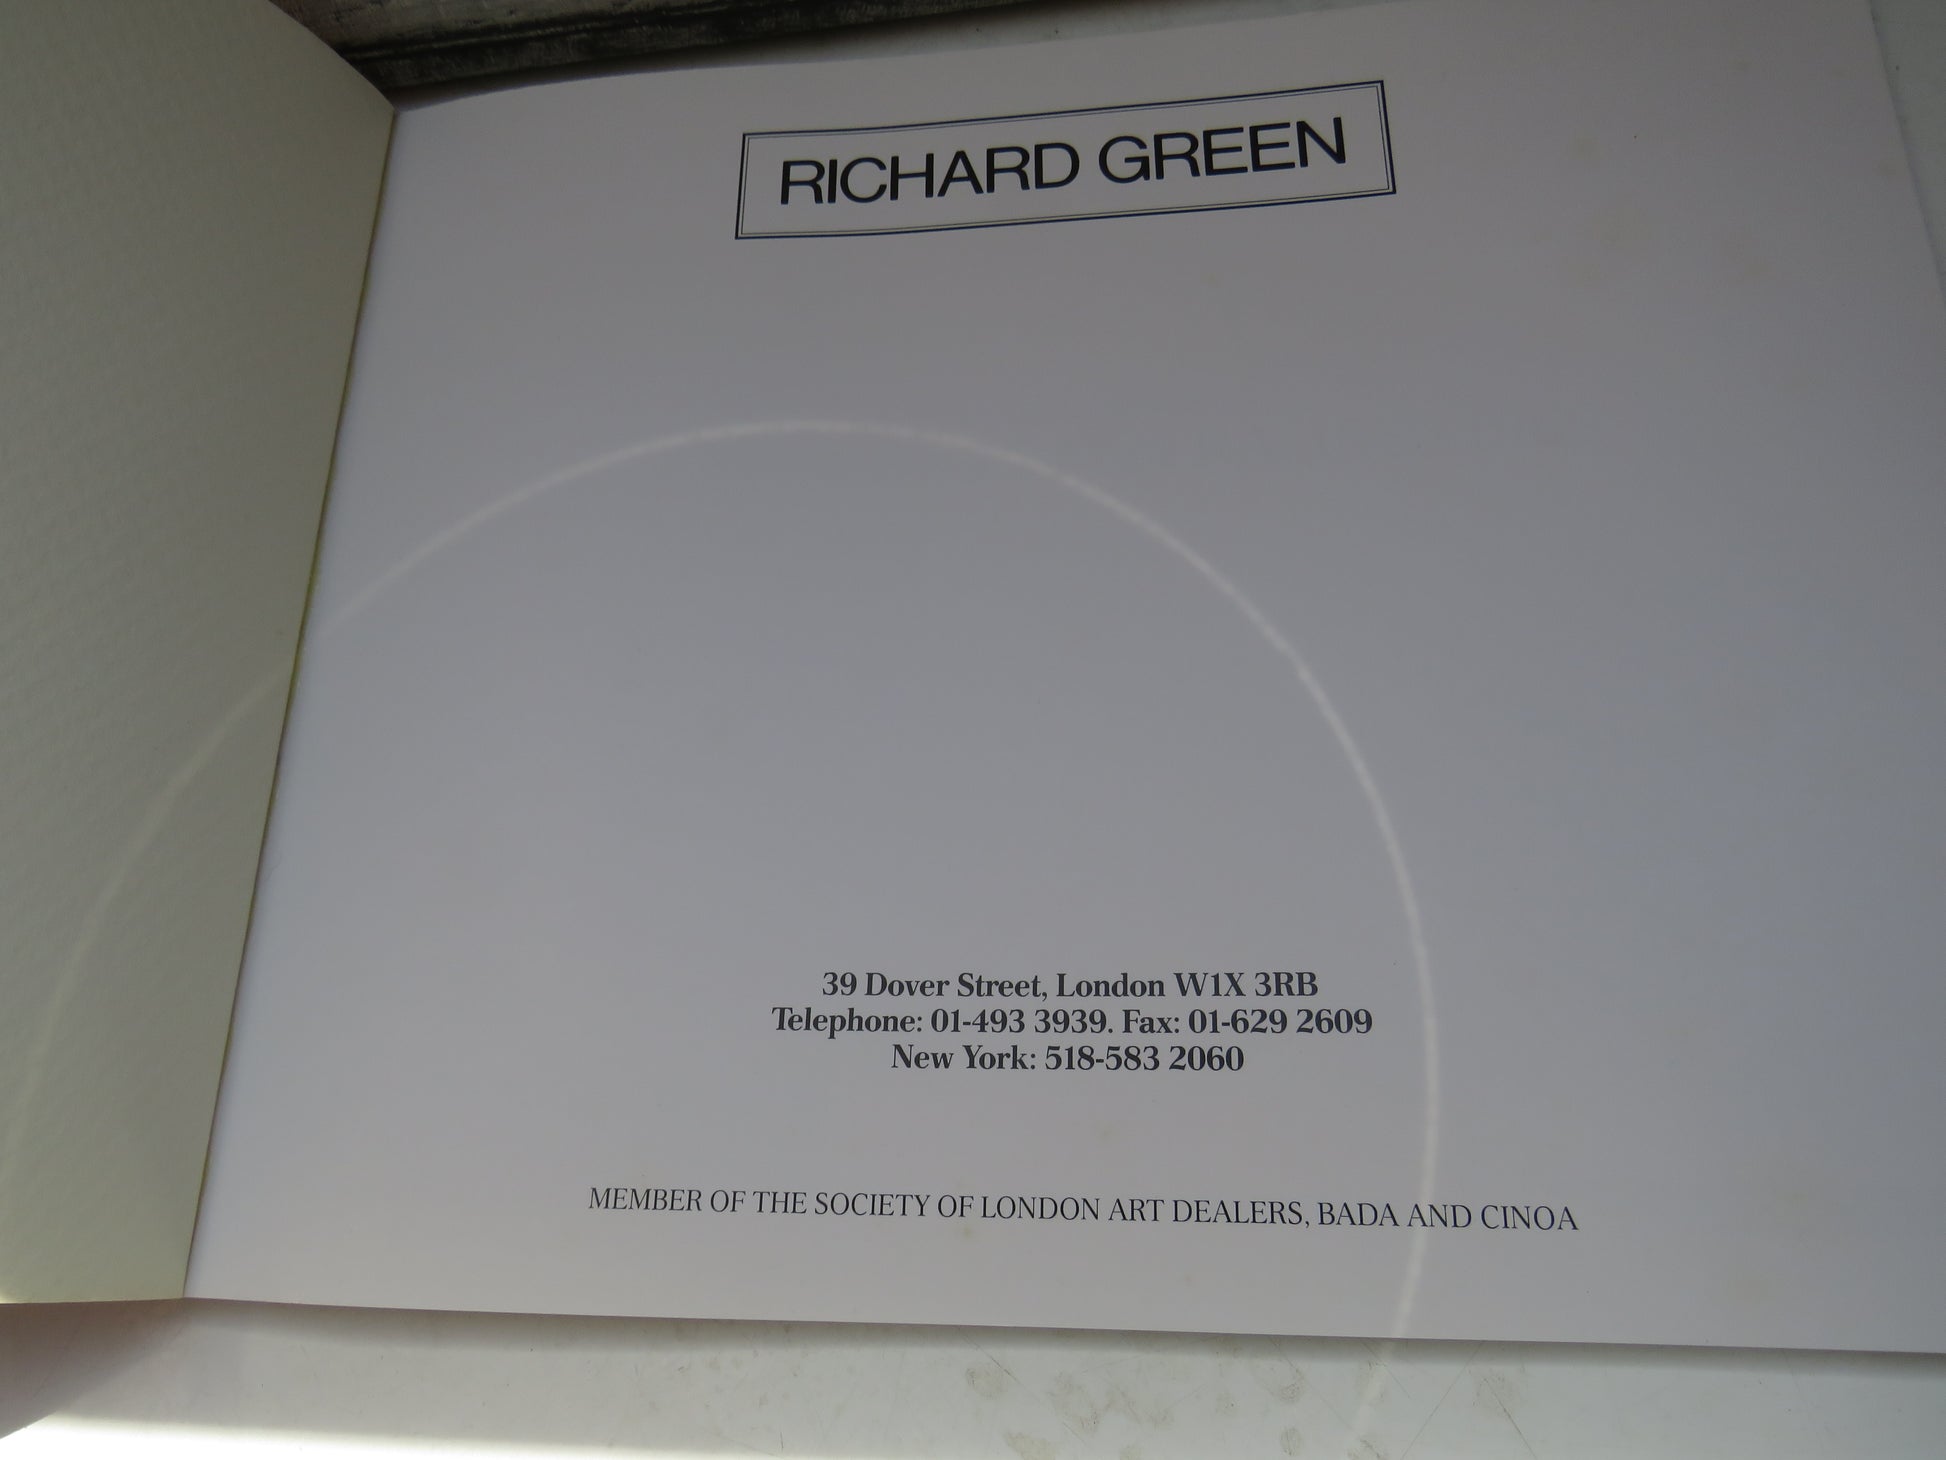 RICHARD GREEN
39 Dover Street, London W1X 3RB
Telephone: 01-493 3939. Fax: 01-629 2609
New York: 518-583 2060
MEMBER OF THE SOCIETY OF LONDON ART DEALERS, BADA AND CINOA